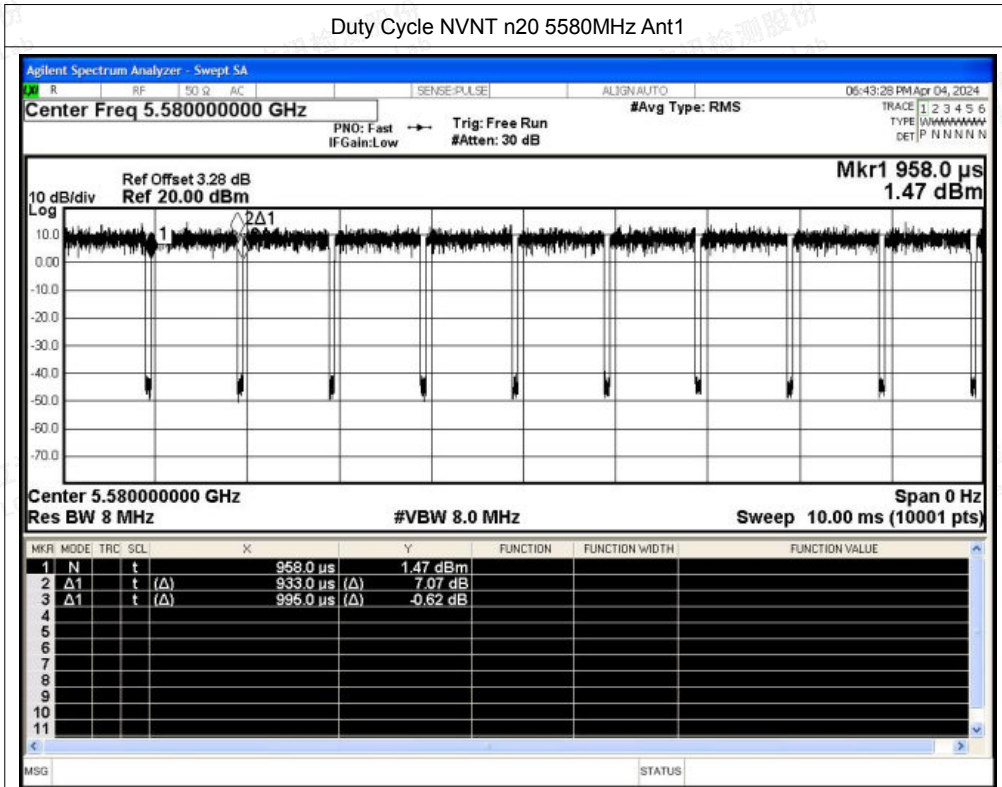 Duty Cycle NVNT n20 5580MHz Ant1
Agilent Spectrum Analyzer - Swept SA
R RF 50 Ω AC SENSE:PULSE ALIGN AUTO 06:43:28 PM Apr 04, 2024
Center Freq 5.580000000 GHz #Avg Type: RMS TRACE 1 2 3 4 5 6
PNO: Fast Trig: Free Run TYPE
IFGain:Low #Atten: 30 dB DET P N N N N N
Mkr1 958.0 µs
1.47 dBm
Ref Offset 3.28 dB
10 dB/div Ref 20.00 dBm
Log
2Δ1
1
10.0
0.00
-10.0
-20.0
-30.0
-40.0
-50.0
-60.0
-70.0
Center 5.580000000 GHz Span 0 Hz
Res BW 8 MHz #VBW 8.0 MHz Sweep 10.00 ms (10001 pts)
MKR MODE TRC SCL X Y FUNCTION FUNCTION WIDTH FUNCTION VALUE
1 N t 958.0 µs 1.47 dBm
2 Δ1 t (Δ) 933.0 µs (Δ) 7.07 dB
3 Δ1 t (Δ) 995.0 µs (Δ) -0.62 dB
4
5
6
7
8
9
10
11
MSG STATUS